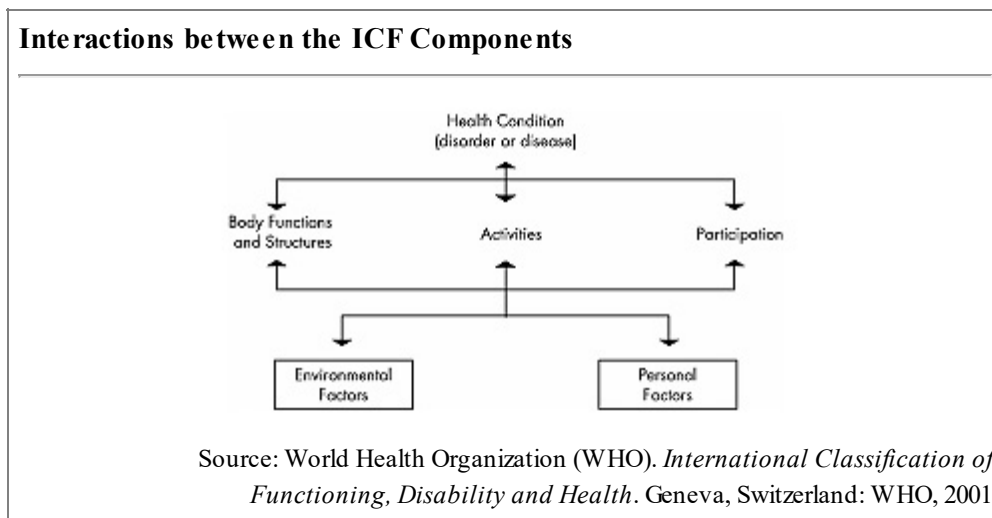 Interactions between the ICF Components
Health Condition
(disorder or disease)
Body Functions
and Structures
Activities
Participation
Environmental
Factors
Personal
Factors
Source: World Health Organization (WHO). International Classification of
Functioning, Disability and Health. Geneva, Switzerland: WHO, 2001